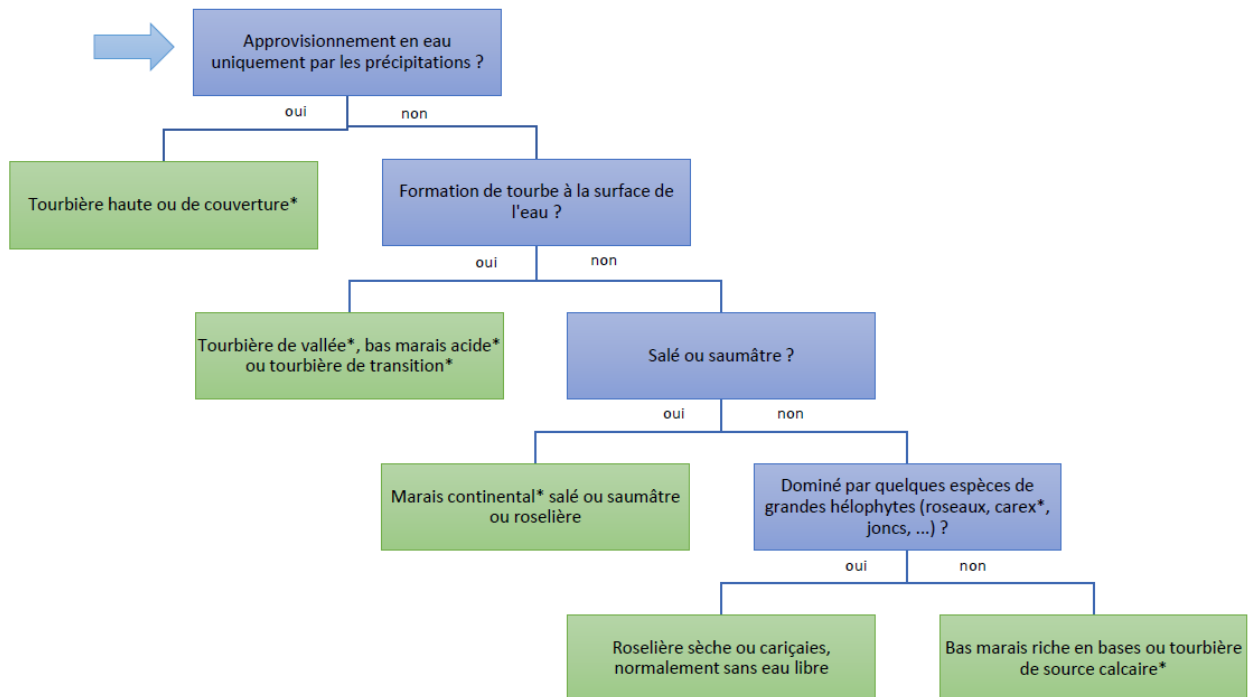 Approvisionnement en eau
uniquement par les précipitations ?
oui
non
Tourbière haute ou de couverture*
Formation de tourbe à la surface de
l'eau ?
oui
non
Tourbière de vallée*, bas marais acide*
ou tourbière de transition*
Salé ou saumâtre ?
oui
non
Marais continental* salé ou saumâtre
ou roselière
Dominé par quelques espèces de
grandes hélophytes (roseaux, carex*,
joncs, ...) ?
oui
non
Roselière sèche ou cariçaies,
normalement sans eau libre
Bas marais riche en bases ou tourbière
de source calcaire*